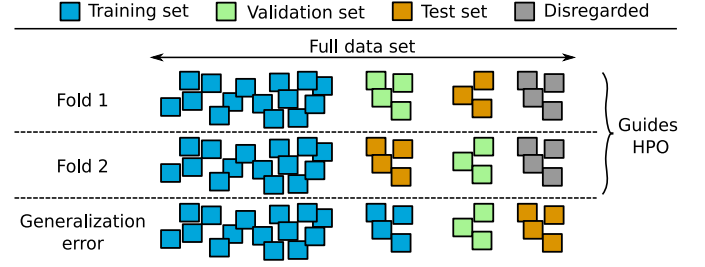 Training set Validation set Test set Disregarded
Full data set
Fold 1
Guides
HPO
Fold 2
Generalization
error